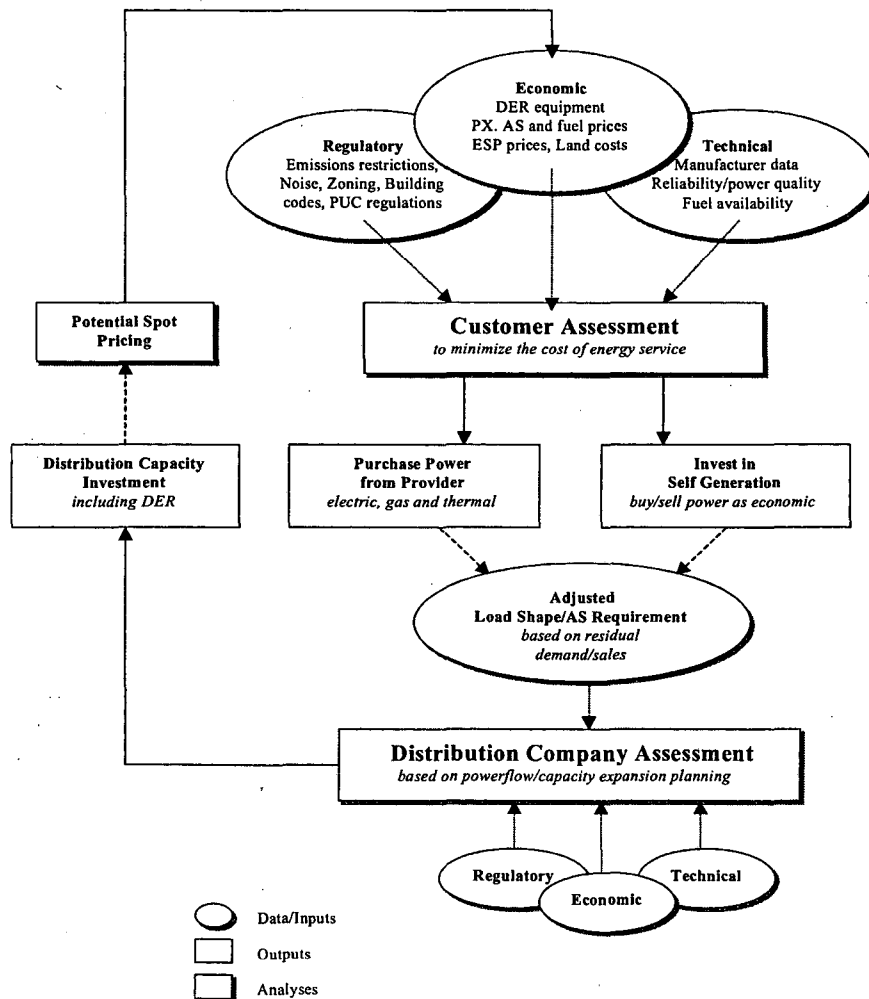 Economic
DER equipment
PX. AS and fuel prices
ESP prices, Land costs
Regulatory
Emissions restrictions,
Noise, Zoning, Building
codes, PUC regulations
Technical
Manufacturer data
Reliability/power quality
Fuel availability
Potential Spot
Pricing
Customer Assessment
to minimize the cost of energy service
Distribution Capacity
Investment
including DER
Purchase Power
from Provider
electric, gas and thermal
Invest in
Self Generation
buy/sell power as economic
Adjusted
Load Shape/AS Requirement
based on residual
demand/sales
Distribution Company Assessment
based on powerflow/capacity expansion planning
Regulatory
Economic
Technical
Data/Inputs
Outputs
Analyses